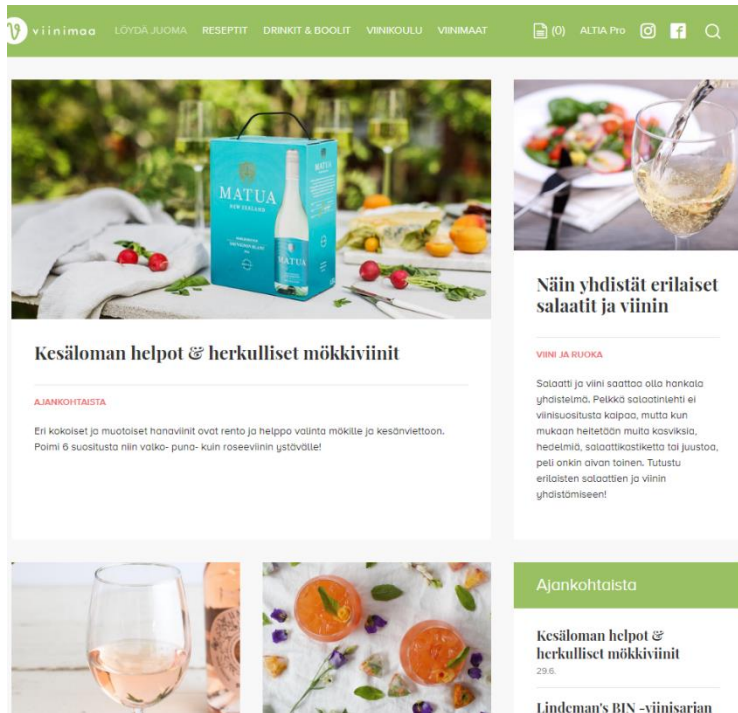 viinimaa LÖYDÄ JUOMA RESEPTIT DRINKIT & BOOLIT VIINIKOULU VIINIMAAT (0) ALTIA Pro
MATUA
NEW ZEALAND
SAUVIGNON BLANC
MATUA
Kesäloman helpot & herkulliset mökkiviinit
AJANKOHTAISTA
Eri kokoiset ja muotoiset hanaviinit ovat rento ja helppo valinta mökille ja kesänviettoon.
Poimi 6 suositusta niin valko- puna- kuin roseeviinin ystävälle!
Näin yhdistät erilaiset
salaatit ja viinin
VIINI JA RUOKA
Salaatti ja viini saattaa olla hankala
yhdistelmä. Pelkkä salaatinlehti ei
viinisuositusta kaipaa, mutta kun
mukaan heitetään muita kasviksia,
hedelmiä, salaattikastiketta tai juustoa,
peli onkin aivan toinen. Tutustu
erilaisten salaattien ja viinin
yhdistämiseen!
Ajankohtaista
Kesäloman helpot &
herkulliset mökkiviinit
29.6.
Lindeman's BIN -viinisarjan